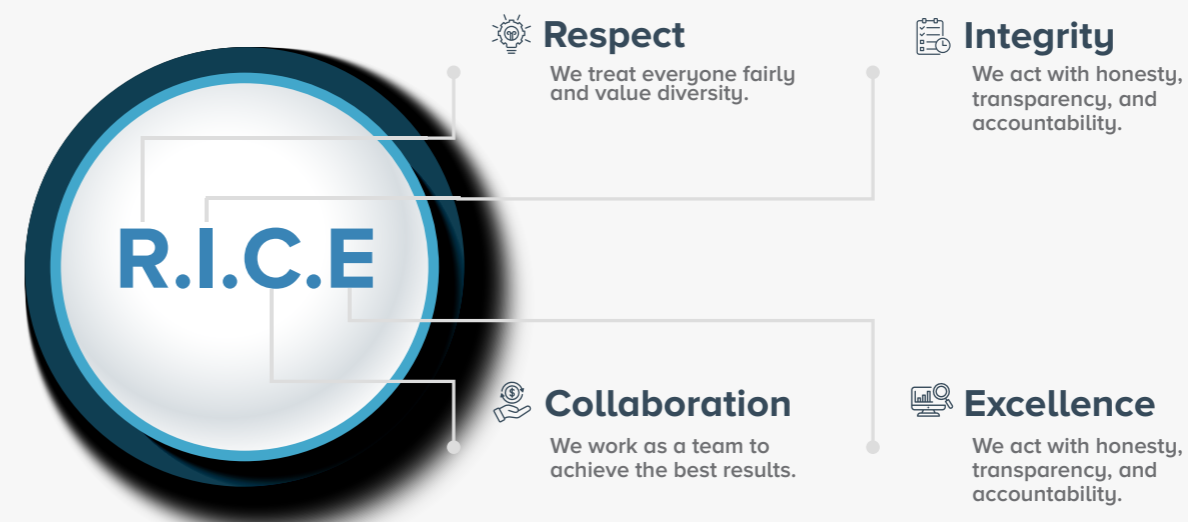 Respect
We treat everyone fairly
and value diversity.
Integrity
We act with honesty,
transparency, and
accountability.
R.I.C.E
Collaboration
We work as a team to
achieve the best results.
Excellence
We act with honesty,
transparency, and
accountability.